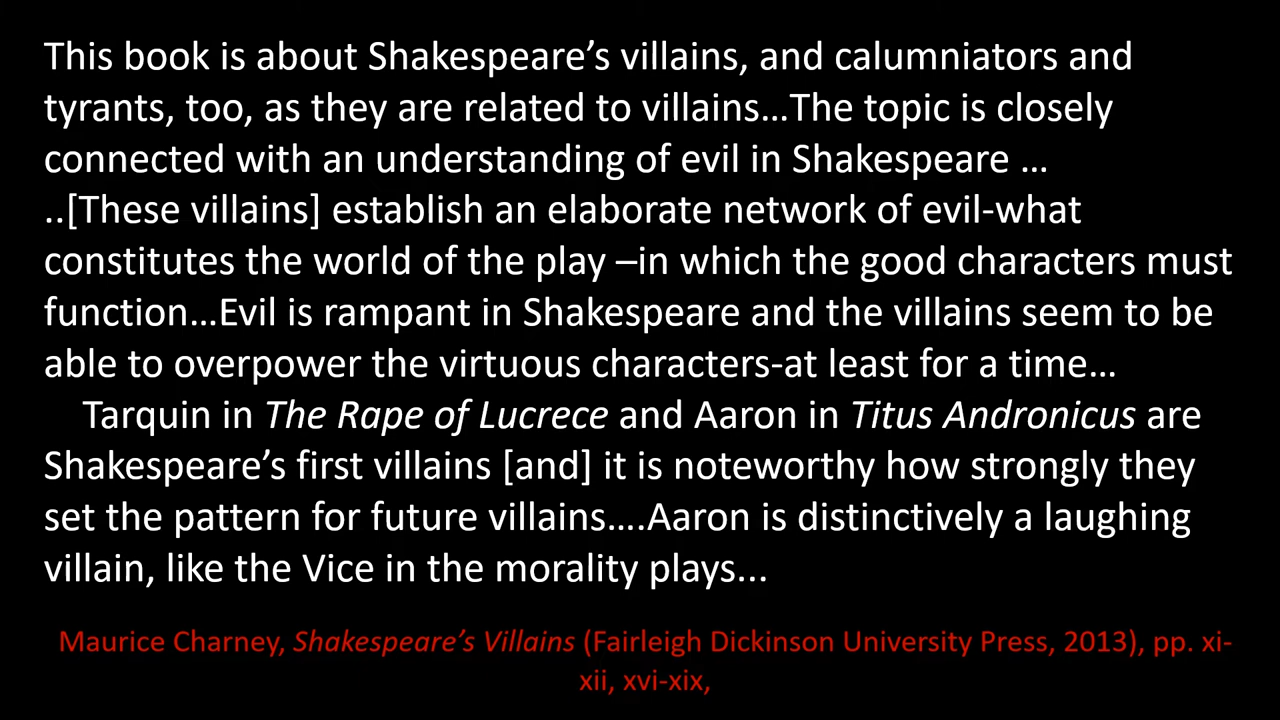 This book is about Shakespeare’s villains, and calumniators and
tyrants, too, as they are related to villains…The topic is closely
connected with an understanding of evil in Shakespeare …
..[These villains] establish an elaborate network of evil-what
constitutes the world of the play –in which the good characters must
function…Evil is rampant in Shakespeare and the villains seem to be
able to overpower the virtuous characters-at least for a time…
Tarquin in The Rape of Lucrece and Aaron in Titus Andronicus are
Shakespeare’s first villains [and] it is noteworthy how strongly they
set the pattern for future villains….Aaron is distinctively a laughing
villain, like the Vice in the morality plays...
Maurice Charney, Shakespeare’s Villains (Fairleigh Dickinson University Press, 2013), pp. xi-
xii, xvi-xix,